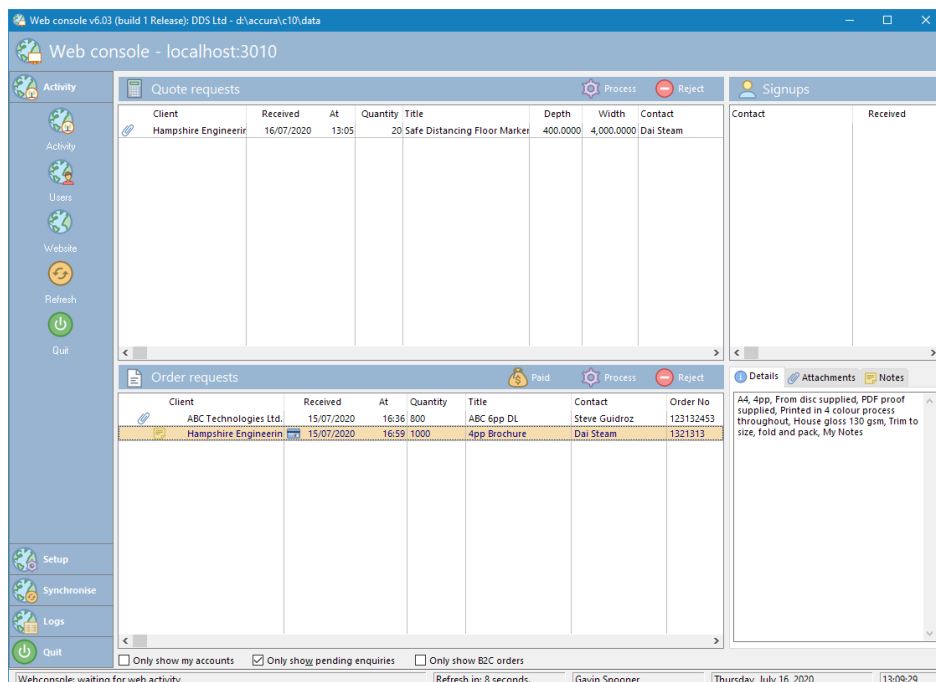 Web console v6.03 (build 1 Release): DDS Ltd - d:\accura\c10\data
Web console - localhost:3010
Activity
Activity
Users
Website
Refresh
Quit
Setup
Synchronise
Logs
Quit
Quote requests Process Reject
Client Received At Quantity Title Depth Width Contact
Hampshire Engineerin 16/07/2020 13:05 20 Safe Distancing Floor Marker 400.0000 4,000.0000 Dai Steam
Signups
Contact Received
Order requests Paid Process Reject
Client Received At Quantity Title Contact Order No
ABC Technologies Ltd. 15/07/2020 16:36 800 ABC 6pp DL Steve Guidroz 123132453
Hampshire Engineerin 15/07/2020 16:59 1000 4pp Brochure Dai Steam 1321313
Details Attachments Notes
A4, 4pp, From disc supplied, PDF proof
supplied, Printed in 4 colour process
throughout, House gloss 130 gsm, Trim to
size, fold and pack, My Notes
Only show my accounts Only show pending enquiries Only show B2C orders
Webconsole: waiting for web activity Refresh in: 8 seconds. Gavin Spooner Thursday, July 16, 2020 13:09:29